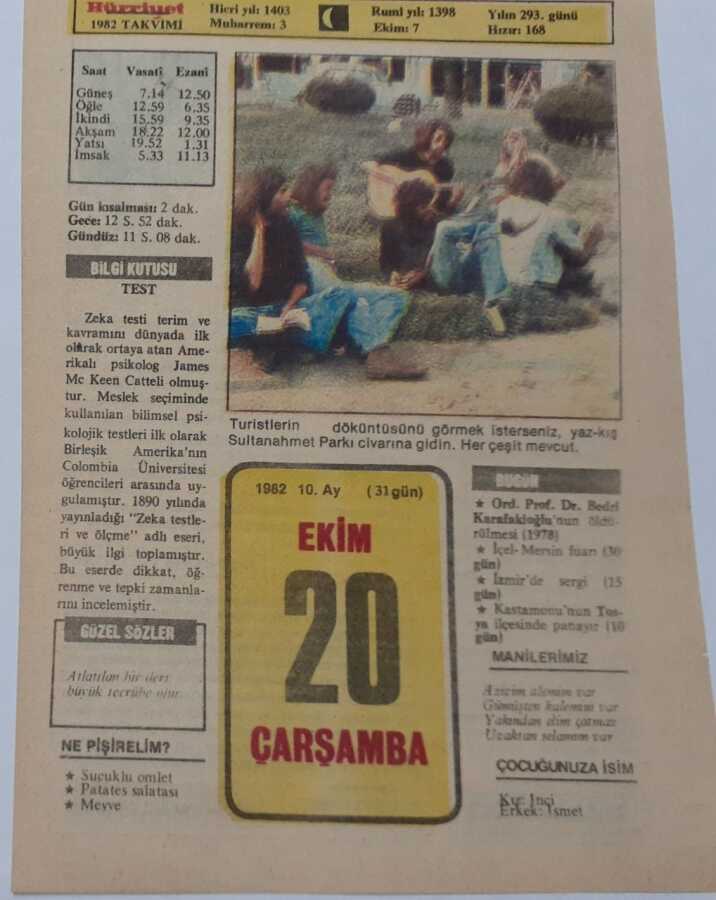 Hürriyet
1982 TAKVİMİ
Hicri yıl: 1403
Muharrem: 3
Rumi yıl: 1398
Ekim: 7
Yılın 293. günü
Hızır: 168
Saat Vasatî Ezanî
Güneş 7.14 12.50
Öğle 12.59 6.35
İkindi 15.59 9.35
Akşam 18.22 12.00
Yatsı 19.52 1.31
İmsak 5.33 11.13
Gün kısalması: 2 dak.
Gece: 12 S. 52 dak.
Gündüz: 11 S. 08 dak.
BİLGİ KUTUSU
TEST
Zeka testi terim ve
kavramını dünyada ilk
olarak ortaya atan Ame-
rikalı psikolog James
Mc Keen Catteli olmuş-
tur. Meslek seçiminde
kullanılan bilimsel psi-
kolojik testleri ilk olarak
Birleşik Amerika'nın
Colombia Üniversitesi
öğrencileri arasında uy-
gulamıştır. 1890 yılında
yayınladığı "Zeka testle-
ri ve ölçme" adlı eseri,
büyük ilgi toplamıştır.
Bu eserde dikkat, öğ-
renme ve tepki zamanla-
rını incelemiştir.
GÜZEL SÖZLER
Atlatılan bir dert
büyük tecrübe olur.
NE PİŞİRELİM?
★ Sucuklu omlet
★ Patates salatası
★ Meyve
Turistlerin döküntüsünü görmek isterseniz, yaz-kış
Sultanahmet Parkı civarına gidin. Her çeşit mevcut.
1982 10. Ay (31 gün)
EKİM
20
ÇARŞAMBA
BUGÜN
★ Ord. Prof. Dr. Bedri
Karafakioğlu'nun öldü-
rülmesi (1978)
★ İçel-Mersin fuarı (30
gün)
★ İzmir'de sergi (15
gün)
★ Kastamonu'nun Tos-
ya ilçesinde panayır (10
gün)
MANİLERİMİZ
Azizim alemim var
Gümüşten kalemim var
Yakından elim çatmaz
Uzaktan selamım var
ÇOCUĞUNUZA İSİM
Kız: İnci
Erkek: İsmet